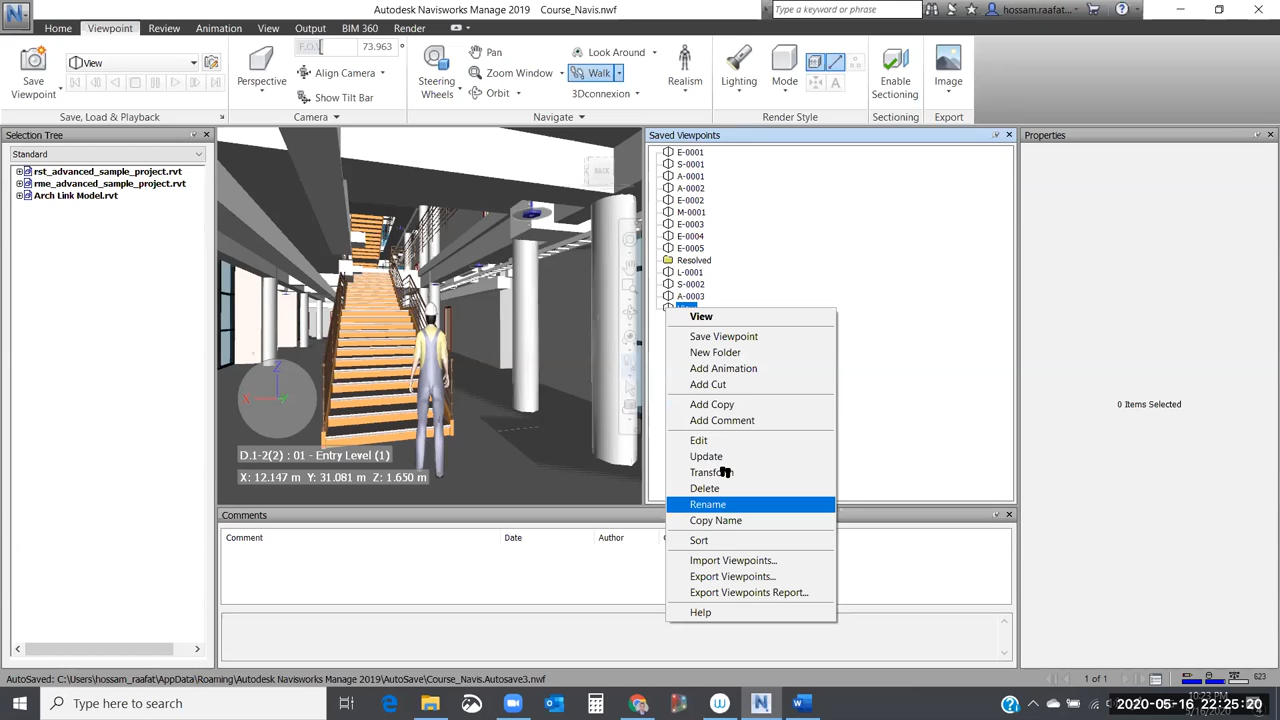 Autodesk Navisworks Manage 2019 Course_Navis.nwf
Type a keyword or phrase
hossam.raafat...
Home Viewpoint Review Animation View Output BIM 360 Render
Save Viewpoint
View
Save, Load & Playback
Perspective
73.963
Align Camera
Show Tilt Bar
Camera
Steering Wheels
Pan
Zoom Window
Orbit
Look Around
Walk
3Dconnexion
Navigate
Realism
Lighting
Mode
Render Style
Enable Sectioning
Sectioning
Image
Export
Selection Tree
Standard
rst_advanced_sample_project.rvt
rme_advanced_sample_project.rvt
Arch Link Model.rvt
BACK
Z
X
D.1-2(2) : 01 - Entry Level (1)
X: 12.147 m Y: 31.081 m Z: 1.650 m
Saved Viewpoints
E-0001
S-0001
A-0001
A-0002
E-0002
M-0001
E-0003
E-0004
E-0005
Resolved
L-0001
S-0002
A-0003
View
Save Viewpoint
New Folder
Add Animation
Add Cut
Add Copy
Add Comment
Edit
Update
Transform
Delete
Rename
Copy Name
Sort
Import Viewpoints...
Export Viewpoints...
Export Viewpoints Report...
Help
Properties
0 Items Selected
Comments
Comment Date Author
AutoSaved: C:\Users\hossam_raafat\AppData\Roaming\Autodesk Navisworks Manage 2019\AutoSave\Course_Navis.Autosave3.nwf
1 of 1
623
Type here to search
2020-05-16 22:25:20